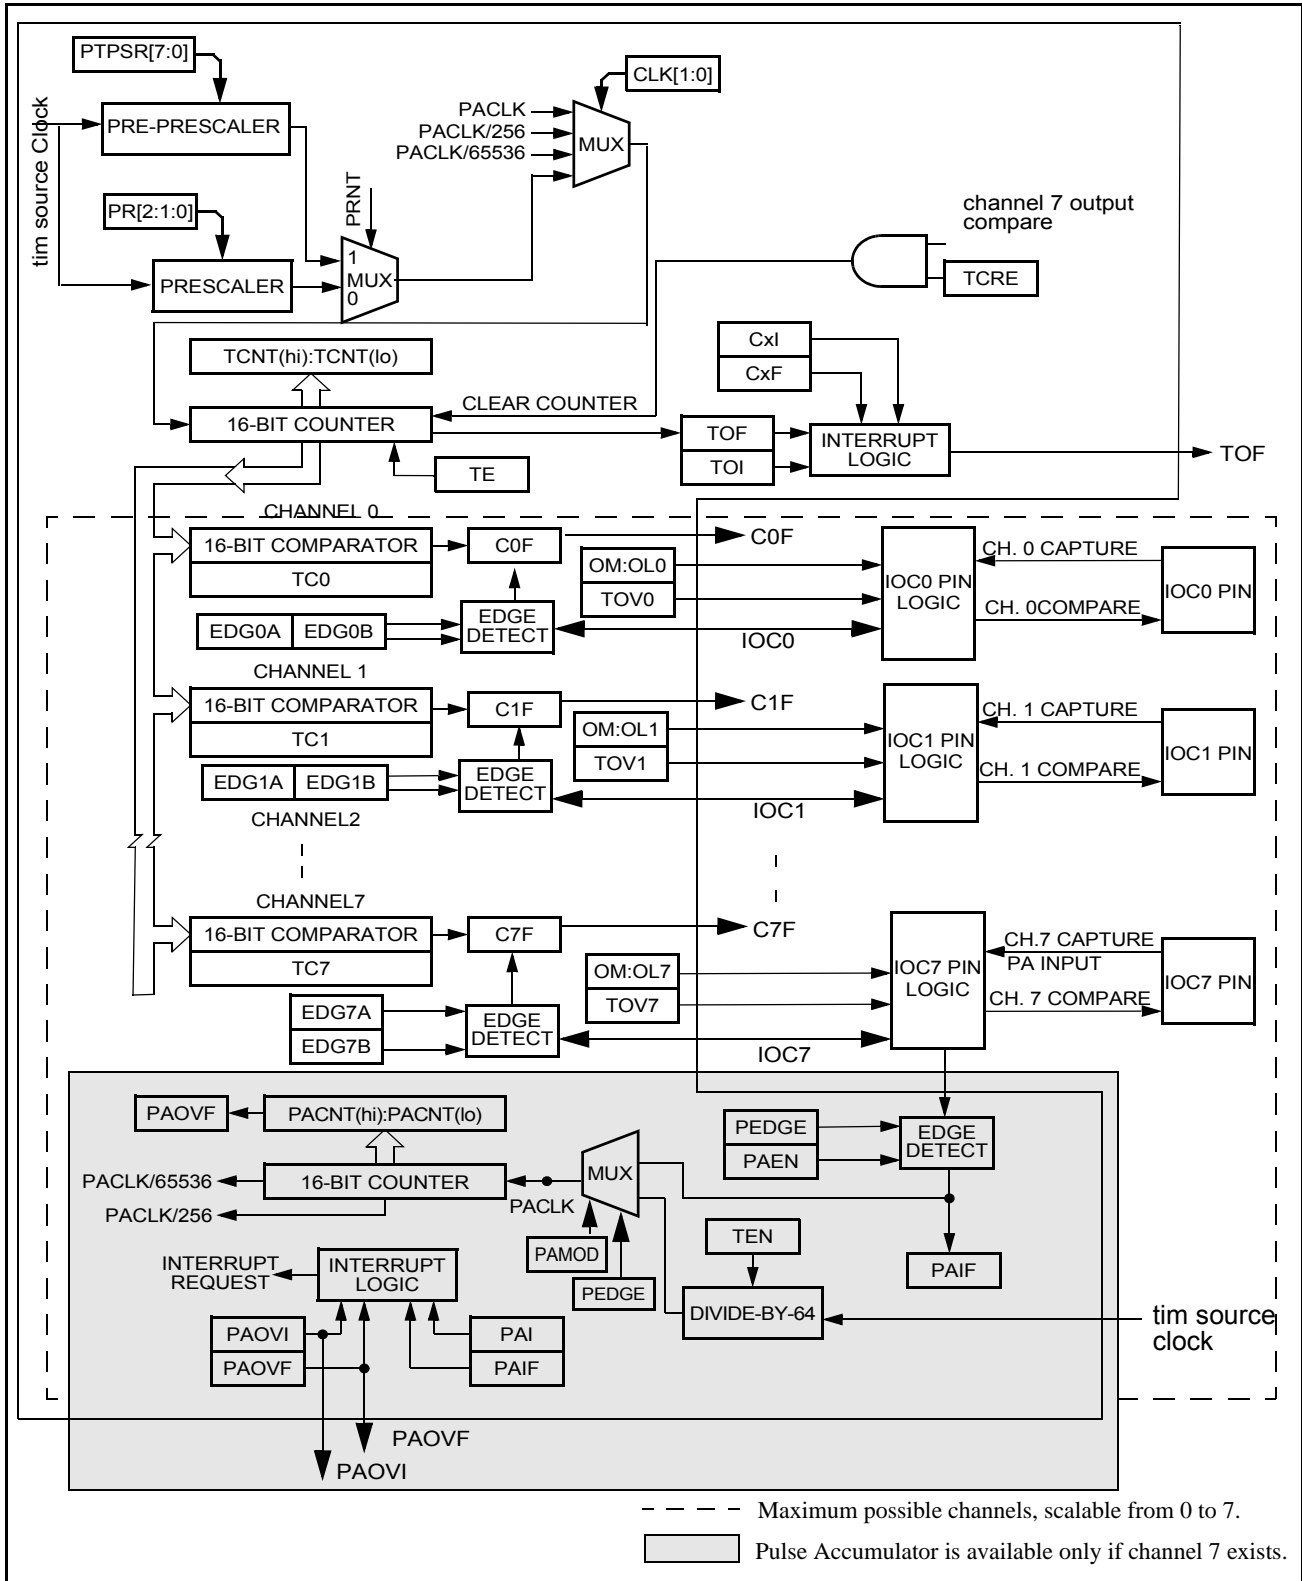 PTPSR[7:0]
CLK[1:0]
tim source Clock
PRE-PRESCALER
PACLK
PACLK/256
PACLK/65536
MUX
PR[2:1:0]
PRNT
channel 7 output
compare
1
MUX
0
PRESCALER
TCRE
TCNT(hi):TCNT(lo)
CxI
CxF
CLEAR COUNTER
16-BIT COUNTER
TOF
TOI
INTERRUPT
LOGIC
TOF
TE
CHANNEL 0
16-BIT COMPARATOR
TC0
C0F
C0F
OM:OL0
TOV0
IOC0 PIN
LOGIC
CH. 0 CAPTURE
CH. 0COMPARE
IOC0 PIN
EDG0A
EDG0B
EDGE
DETECT
IOC0
CHANNEL 1
16-BIT COMPARATOR
TC1
C1F
C1F
OM:OL1
TOV1
IOC1 PIN
LOGIC
CH. 1 CAPTURE
CH. 1 COMPARE
IOC1 PIN
EDG1A
EDG1B
EDGE
DETECT
IOC1
CHANNEL2
CHANNEL7
16-BIT COMPARATOR
TC7
C7F
C7F
OM:OL7
TOV7
IOC7 PIN
LOGIC
CH.7 CAPTURE
PA INPUT
CH. 7 COMPARE
IOC7 PIN
EDG7A
EDG7B
EDGE
DETECT
IOC7
PAOVF
PACNT(hi):PACNT(lo)
PEDGE
PAEN
EDGE
DETECT
MUX
PACLK/65536
16-BIT COUNTER
PACLK
PACLK/256
TEN
PAMOD
INTERRUPT
REQUEST
INTERRUPT
LOGIC
PAIF
PEDGE
DIVIDE-BY-64
tim source
clock
PAOVI
PAOVF
PAI
PAIF
PAOVF
PAOVI
Maximum possible channels, scalable from 0 to 7.
Pulse Accumulator is available only if channel 7 exists.